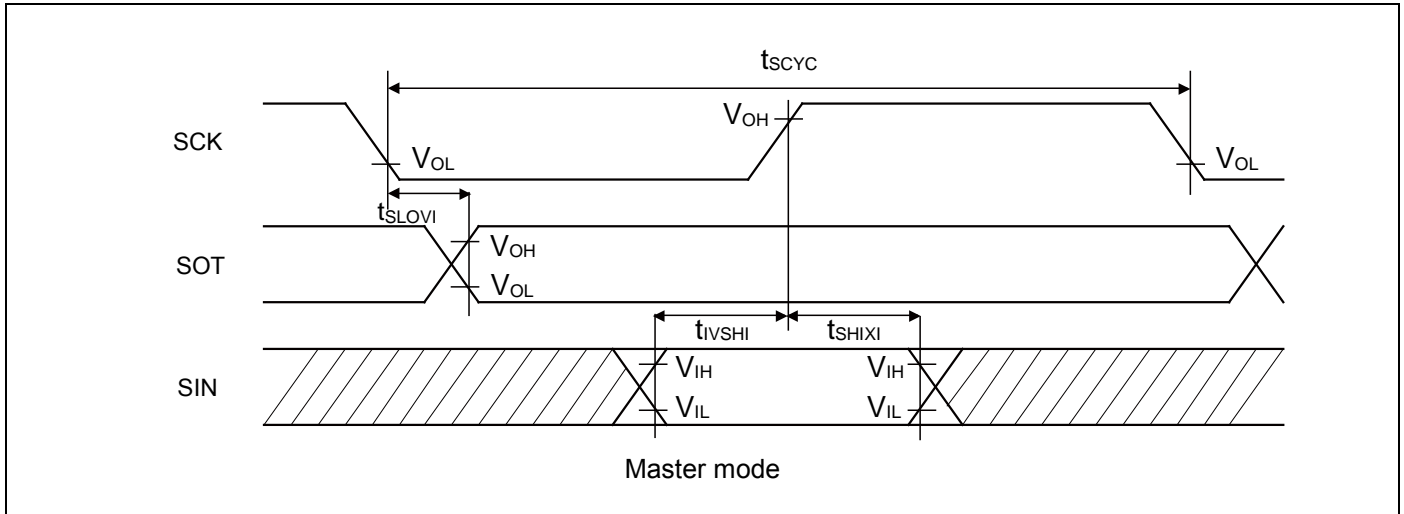 tSCYC
SCK
VOH
VOL
VOL
tSLOVI
SOT
VOH
VOL
tIVSHI
tSHIXI
SIN
VIH
VIH
VIL
VIL
Master mode